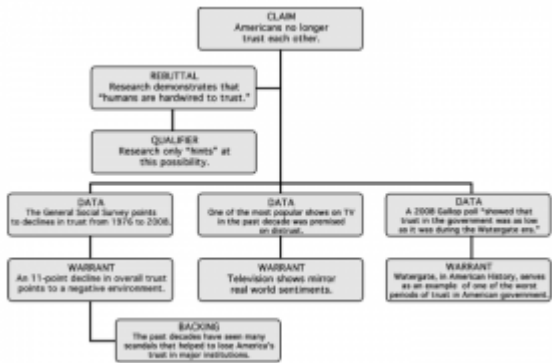 CLAIM
Americans no longer
trust each other.
REBUTTAL
Research demonstrates that
"humans are hardwired to trust."
QUALIFIER
Research only "hints" at
this possibility.
DATA
The General Social Survey points
to declines in trust from 1976 to 2008.
DATA
One of the most popular shows on TV
in the past decade was premised
on distrust.
DATA
A 2008 Gallop poll "showed that
trust in the government was as low
as it was during the Watergate era."
WARRANT
An 11-point decline in overall trust
points to a negative environment.
WARRANT
Television shows mirror
real world sentiments.
WARRANT
Watergate, in American History, serves
as an example of one of the worst
periods of trust in American government.
BACKING
The past decades have seen many
scandals that helped to lose America's
trust in major institutions.